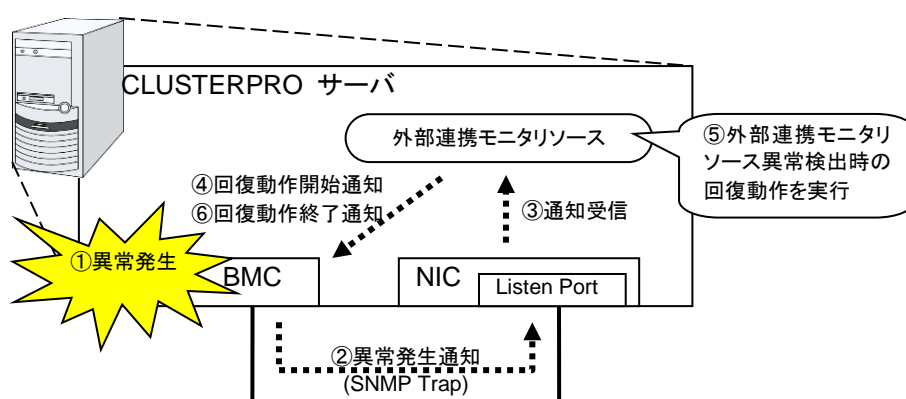 CLUSTERPRO サーバ
外部連携モニタリソース
⑤外部連携モニタリ
ソース異常検出時の
回復動作を実行
④回復動作開始通知
⑥回復動作終了通知
③通知受信
①異常発生
BMC
NIC
Listen Port
②異常発生通知
(SNMP Trap)